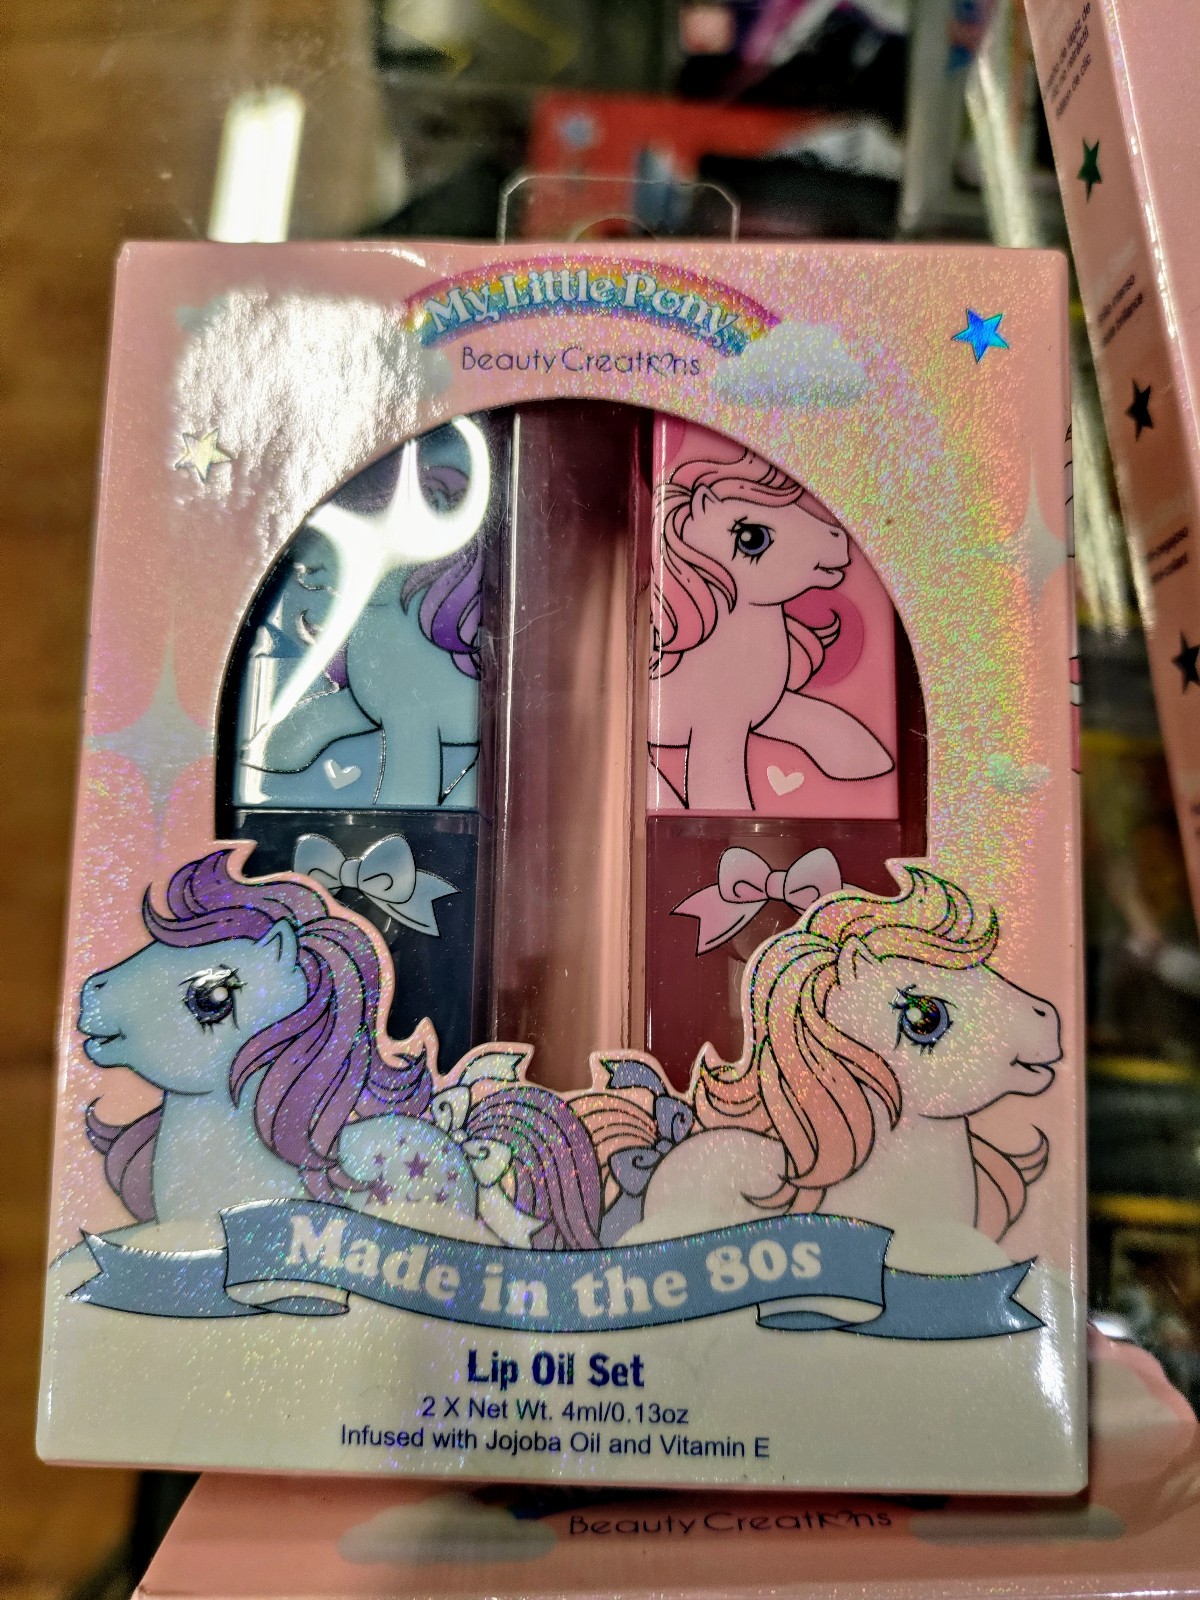 My Little Pony
Beauty Creations
Made in the 80s
Lip Oil Set
2 X Net Wt. 4ml/0.13oz
Infused with Jojoba Oil and Vitamin E
Beauty Creations